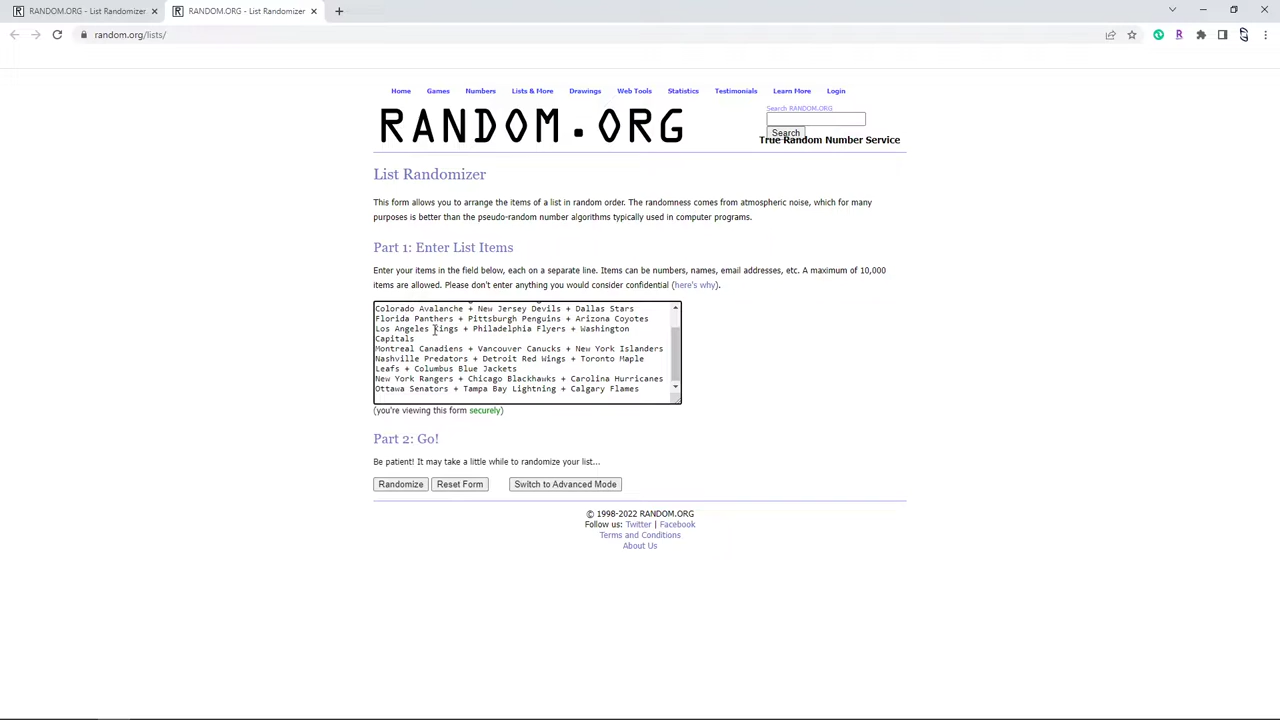 RANDOM.ORG - List Randomizer
RANDOM.ORG - List Randomizer
random.org/lists/
Home Games Numbers Lists & More Drawings Web Tools Statistics Testimonials Learn More Login
RANDOM.ORG
Search RANDOM.ORG
Search
True Random Number Service
List Randomizer
This form allows you to arrange the items of a list in random order. The randomness comes from atmospheric noise, which for many
purposes is better than the pseudo-random number algorithms typically used in computer programs.
Part 1: Enter List Items
Enter your items in the field below, each on a separate line. Items can be numbers, names, email addresses, etc. A maximum of 10,000
items are allowed. Please don't enter anything you would consider confidential (here's why).
Colorado Avalanche + New Jersey Devils + Dallas Stars
Florida Panthers + Pittsburgh Penguins + Arizona Coyotes
Los Angeles Kings + Philadelphia Flyers + Washington
Capitals
Montreal Canadiens + Vancouver Canucks + New York Islanders
Nashville Predators + Detroit Red Wings + Toronto Maple
Leafs + Columbus Blue Jackets
New York Rangers + Chicago Blackhawks + Carolina Hurricanes
Ottawa Senators + Tampa Bay Lightning + Calgary Flames
(you're viewing this form securely)
Part 2: Go!
Be patient! It may take a little while to randomize your list...
Randomize Reset Form Switch to Advanced Mode
© 1998-2022 RANDOM.ORG
Follow us: Twitter | Facebook
Terms and Conditions
About Us